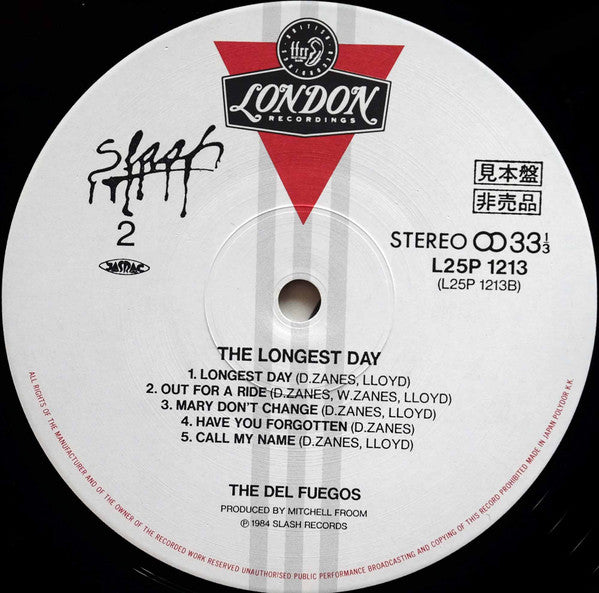 BRITISH RECORDINGS
ffrr
LONDON
RECORDINGS
slash
2
JASRAC
見本盤
非売品
STEREO 33 1/3
L25P 1213
(L25P 1213B)
THE LONGEST DAY
1. LONGEST DAY (D.ZANES, LLOYD)
2. OUT FOR A RIDE (D.ZANES, W.ZANES, LLOYD)
3. MARY DON'T CHANGE (D.ZANES, LLOYD)
4. HAVE YOU FORGOTTEN (D.ZANES)
5. CALL MY NAME (D.ZANES, LLOYD)
THE DEL FUEGOS
PRODUCED BY MITCHELL FROOM
℗ 1984 SLASH RECORDS
ALL RIGHTS OF THE MANUFACTURER AND OF THE OWNER OF THE RECORDED WORK RESERVED UNAUTHORISED PUBLIC PERFORMANCE BROADCASTING AND COPYING OF THIS RECORD PROHIBITED MADE IN JAPAN POLYDOR K.K.